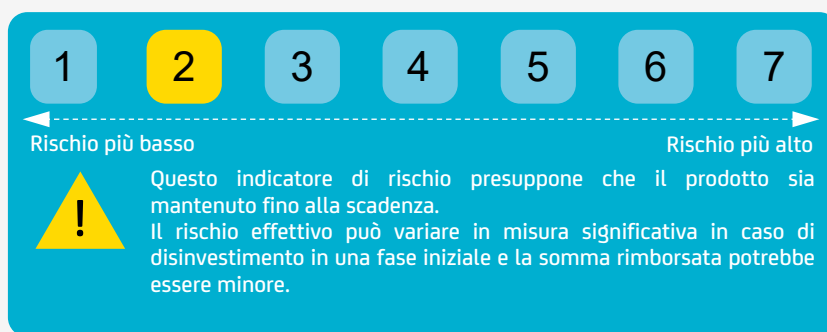 1 2 3 4 5 6 7
Rischio più basso Rischio più alto
!
Questo indicatore di rischio presuppone che il prodotto sia
mantenuto fino alla scadenza.
Il rischio effettivo può variare in misura significativa in caso di
disinvestimento in una fase iniziale e la somma rimborsata potrebbe
essere minore.